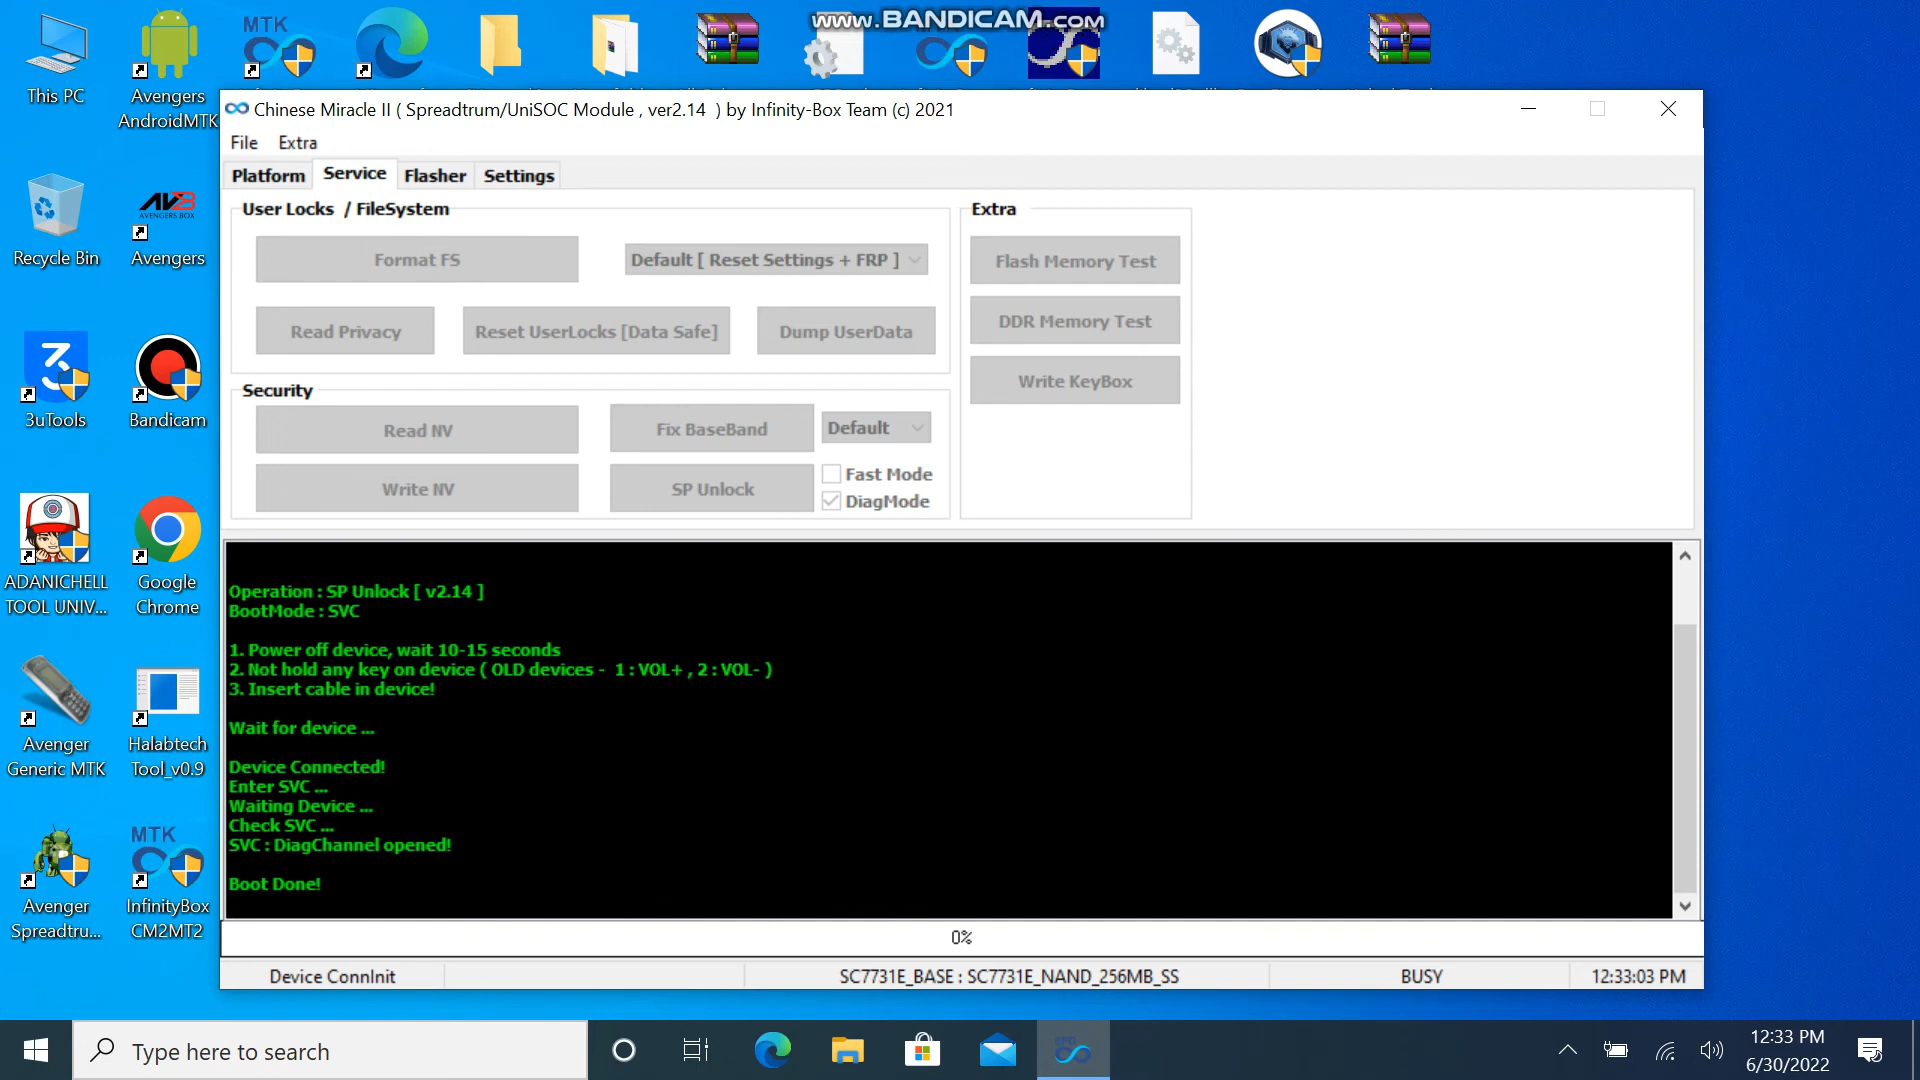 www.BANDICAM.com
This PC
Avengers
AndroidMTK
MTK
Recycle Bin
AVB
AVENGERS BOX
Avengers
3uTools
Bandicam
ADANICHELL
TOOL UNIV...
Google
Chrome
Avenger
Generic MTK
Halabtech
Tool_v0.9
Avenger
Spreadtru...
MTK
InfinityBox
CM2MT2
Chinese Miracle II ( Spreadtrum/UniSOC Module , ver2.14 ) by Infinity-Box Team (c) 2021
File Extra
Platform Service Flasher Settings
User Locks / FileSystem
Format FS
Default [ Reset Settings + FRP ]
Read Privacy
Reset UserLocks [Data Safe]
Dump UserData
Security
Read NV
Fix BaseBand
Default
Write NV
SP Unlock
Fast Mode
DiagMode
Extra
Flash Memory Test
DDR Memory Test
Write KeyBox
Operation : SP Unlock [ v2.14 ]
BootMode : SVC
1. Power off device, wait 10-15 seconds
2. Not hold any key on device ( OLD devices - 1 : VOL+ , 2 : VOL- )
3. Insert cable in device!
Wait for device ...
Device Connected!
Enter SVC ...
Waiting Device ...
Check SVC ...
SVC : DiagChannel opened!
Boot Done!
0%
Device ConnInit
SC7731E_BASE : SC7731E_NAND_256MB_SS
BUSY
12:33:03 PM
Type here to search
12:33 PM
6/30/2022